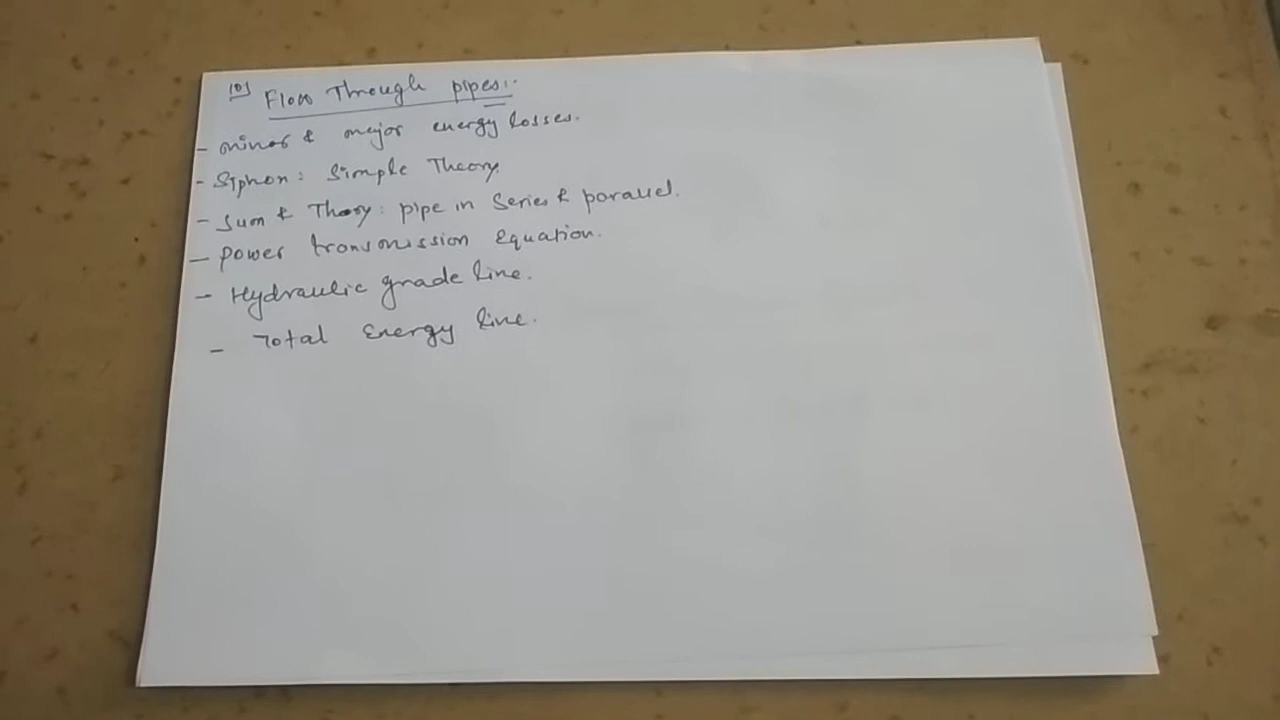 10) Flow Through pipes:-
- minor & major energy losses.
- Siphon: Simple Theory.
- Sum & Theory: pipe in Series & parallel.
- Power transmission Equation.
- Hydraulic grade line.
- Total Energy line.